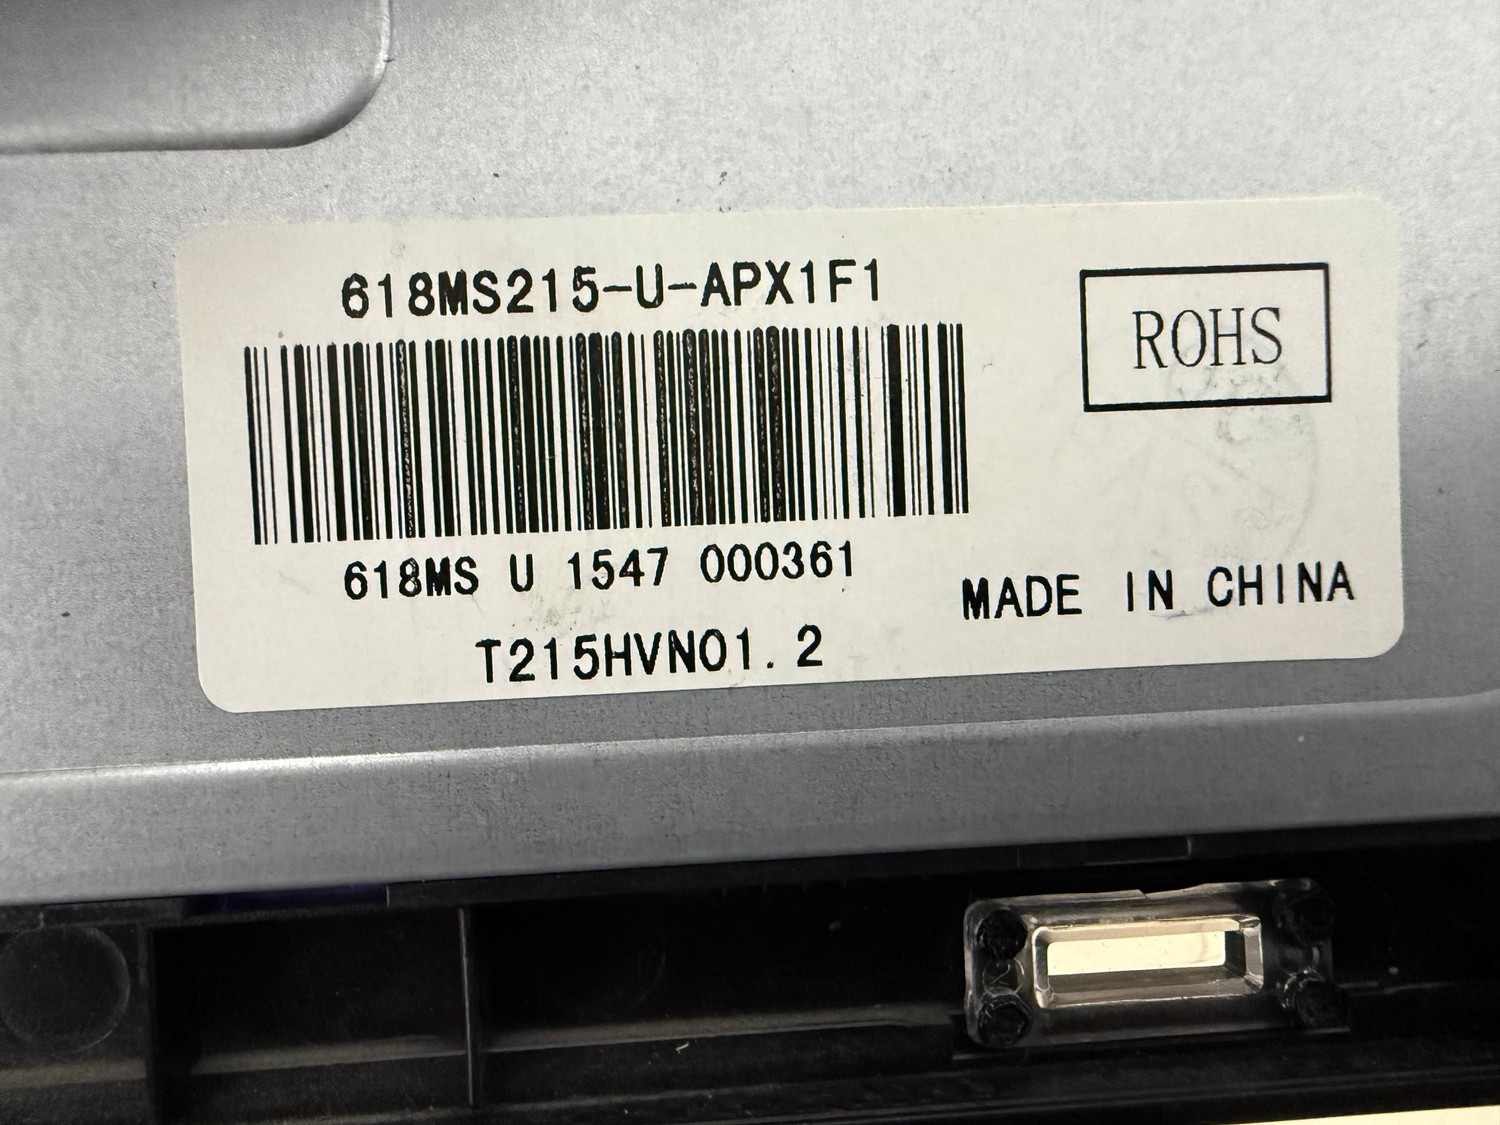 618MS215-U-APX1F1
ROHS
618MS U 1547 000361
MADE IN CHINA
T215HVN01.2